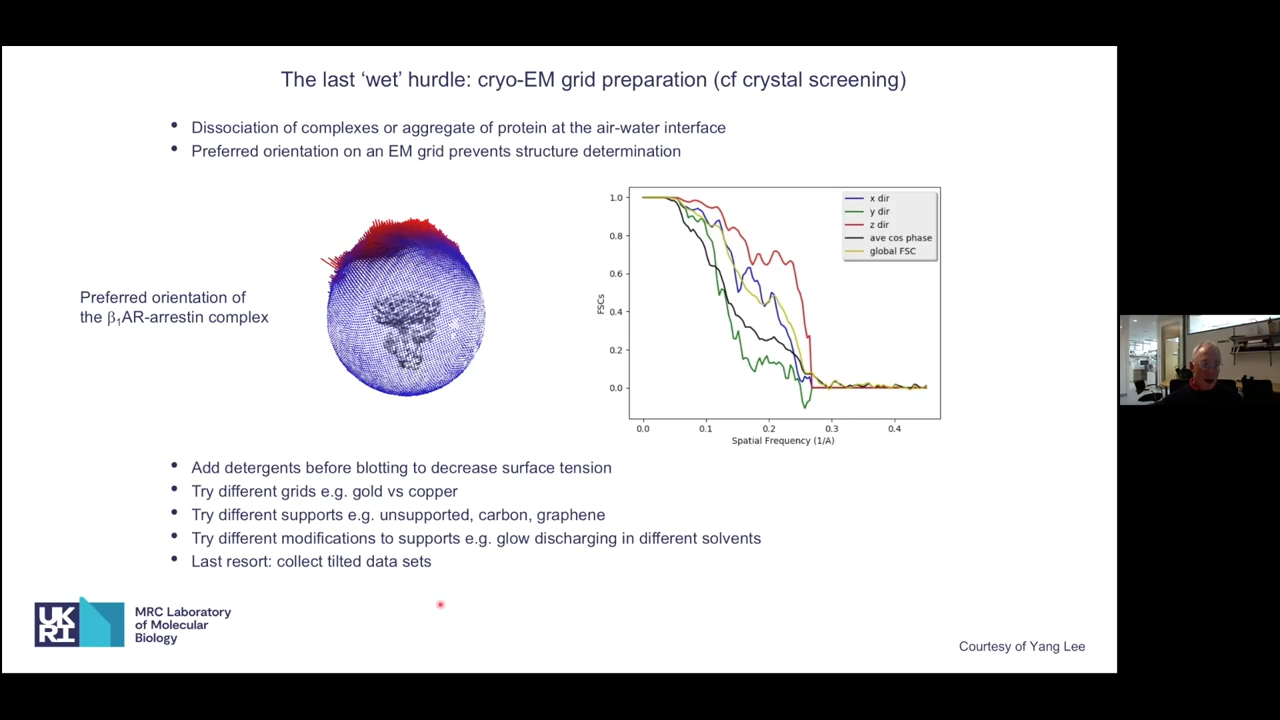 The last ‘wet’ hurdle: cryo-EM grid preparation (cf crystal screening)
• Dissociation of complexes or aggregate of protein at the air-water interface
• Preferred orientation on an EM grid prevents structure determination
Preferred orientation of
the β₁AR-arrestin complex
x dir
y dir
z dir
ave cos phase
global FSC
1.0
0.8
0.6
0.4
0.2
0.0
FSCs
0.0 0.1 0.2 0.3 0.4
Spatial Frequency (1/A)
• Add detergents before blotting to decrease surface tension
• Try different grids e.g. gold vs copper
• Try different supports e.g. unsupported, carbon, graphene
• Try different modifications to supports e.g. glow discharging in different solvents
• Last resort: collect tilted data sets
UK
RI
MRC Laboratory
of Molecular
Biology
Courtesy of Yang Lee